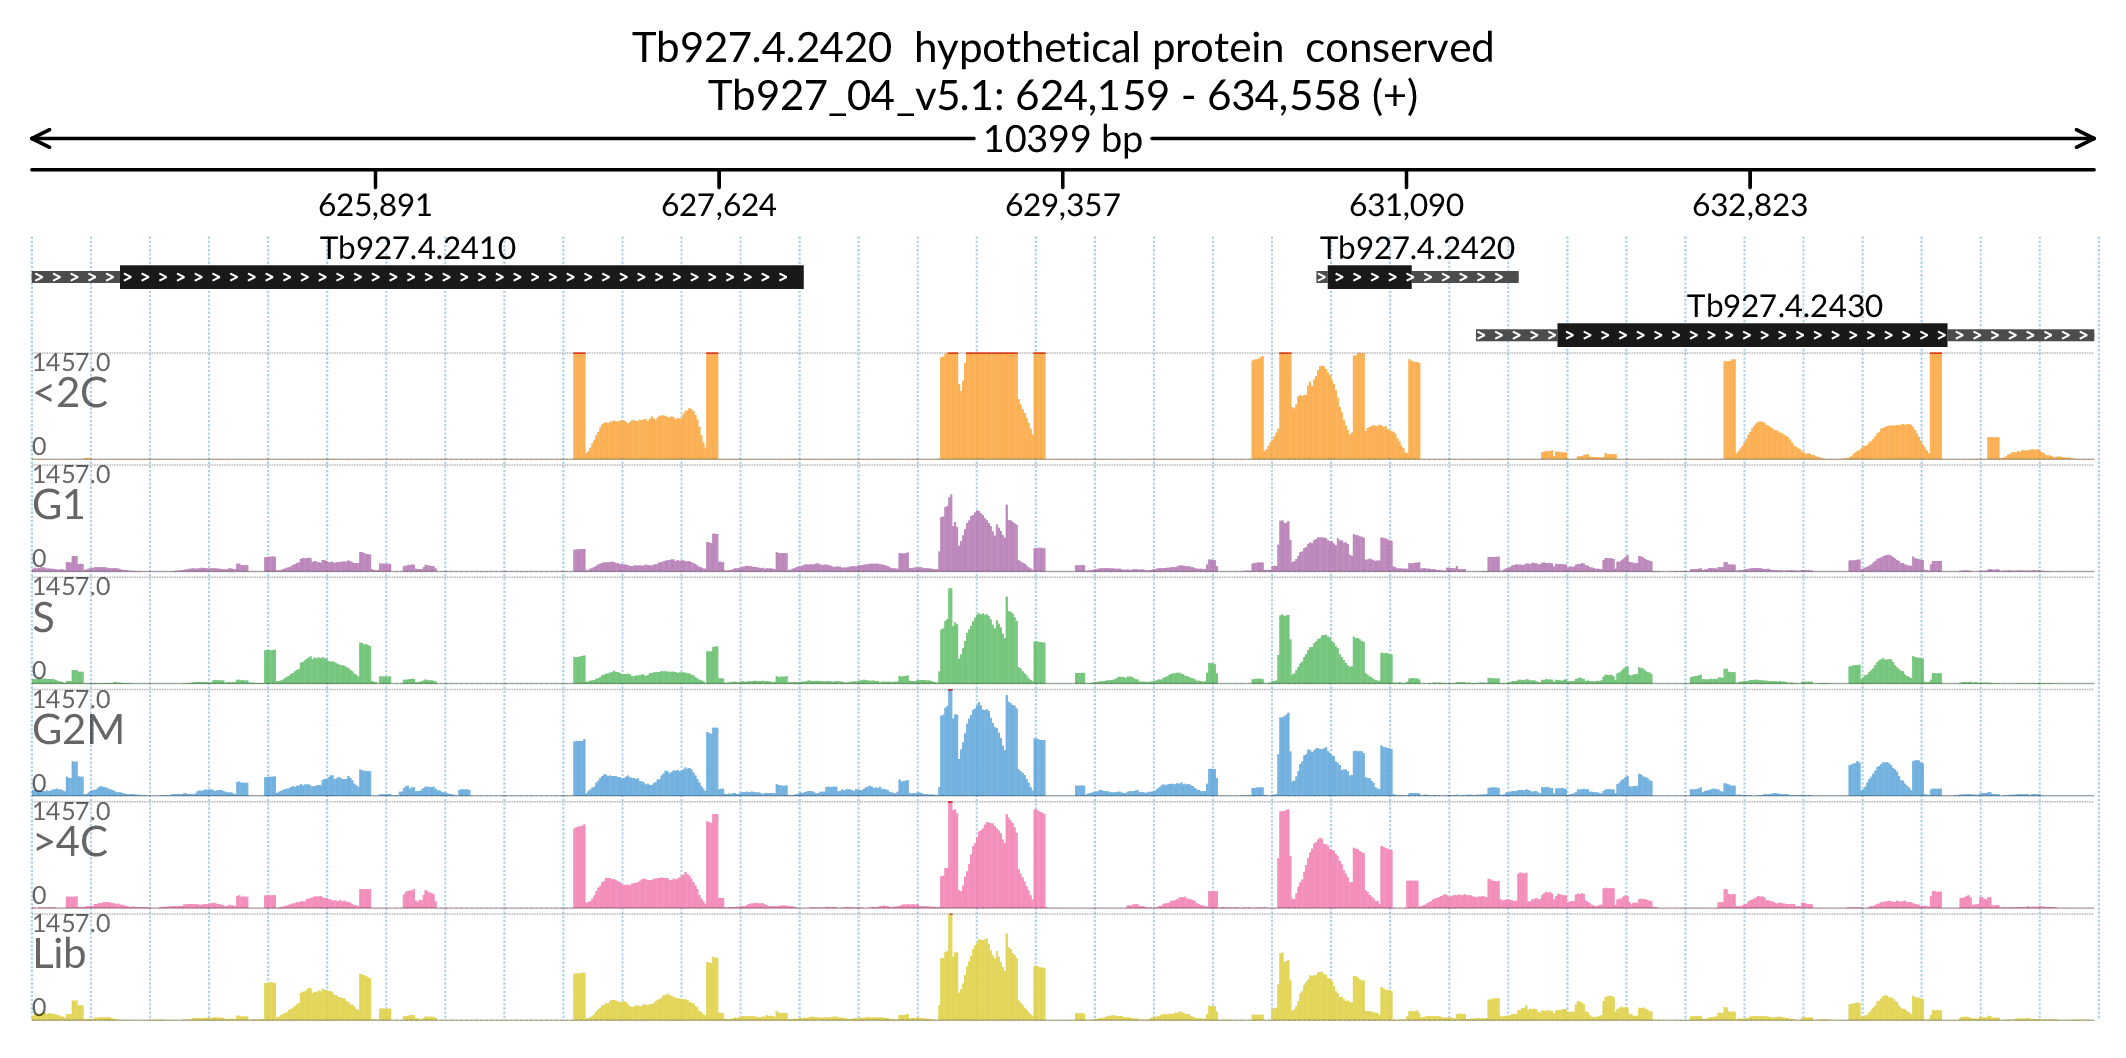 Tb927.4.2420  hypothetical protein  conserved
Tb927_04_v5.1: 624,159 - 634,558 (+)
10399 bp
625,891 627,624 629,357 631,090 632,823
Tb927.4.2410 Tb927.4.2420
Tb927.4.2430
1457.0
<2C
0
1457.0
G1
0
1457.0
S
0
1457.0
G2M
0
1457.0
>4C
0
1457.0
Lib
0